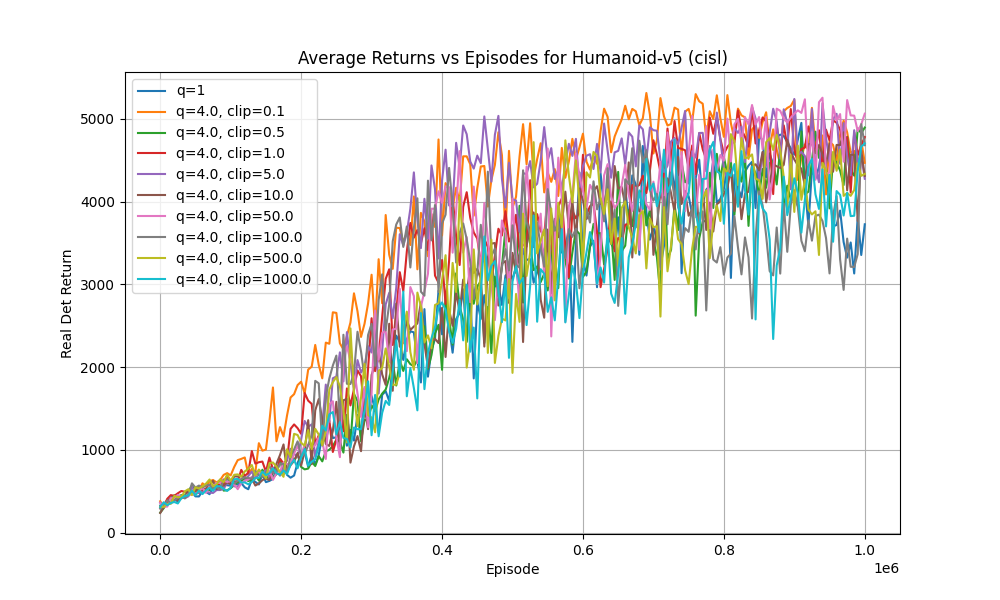 Average Returns vs Episodes for Humanoid-v5 (cisl)
q=1
q=4.0, clip=0.1
q=4.0, clip=0.5
q=4.0, clip=1.0
q=4.0, clip=5.0
q=4.0, clip=10.0
q=4.0, clip=50.0
q=4.0, clip=100.0
q=4.0, clip=500.0
q=4.0, clip=1000.0
Real Det Return
5000
4000
3000
2000
1000
0
0.0 0.2 0.4 0.6 0.8 1.0
1e6
Episode